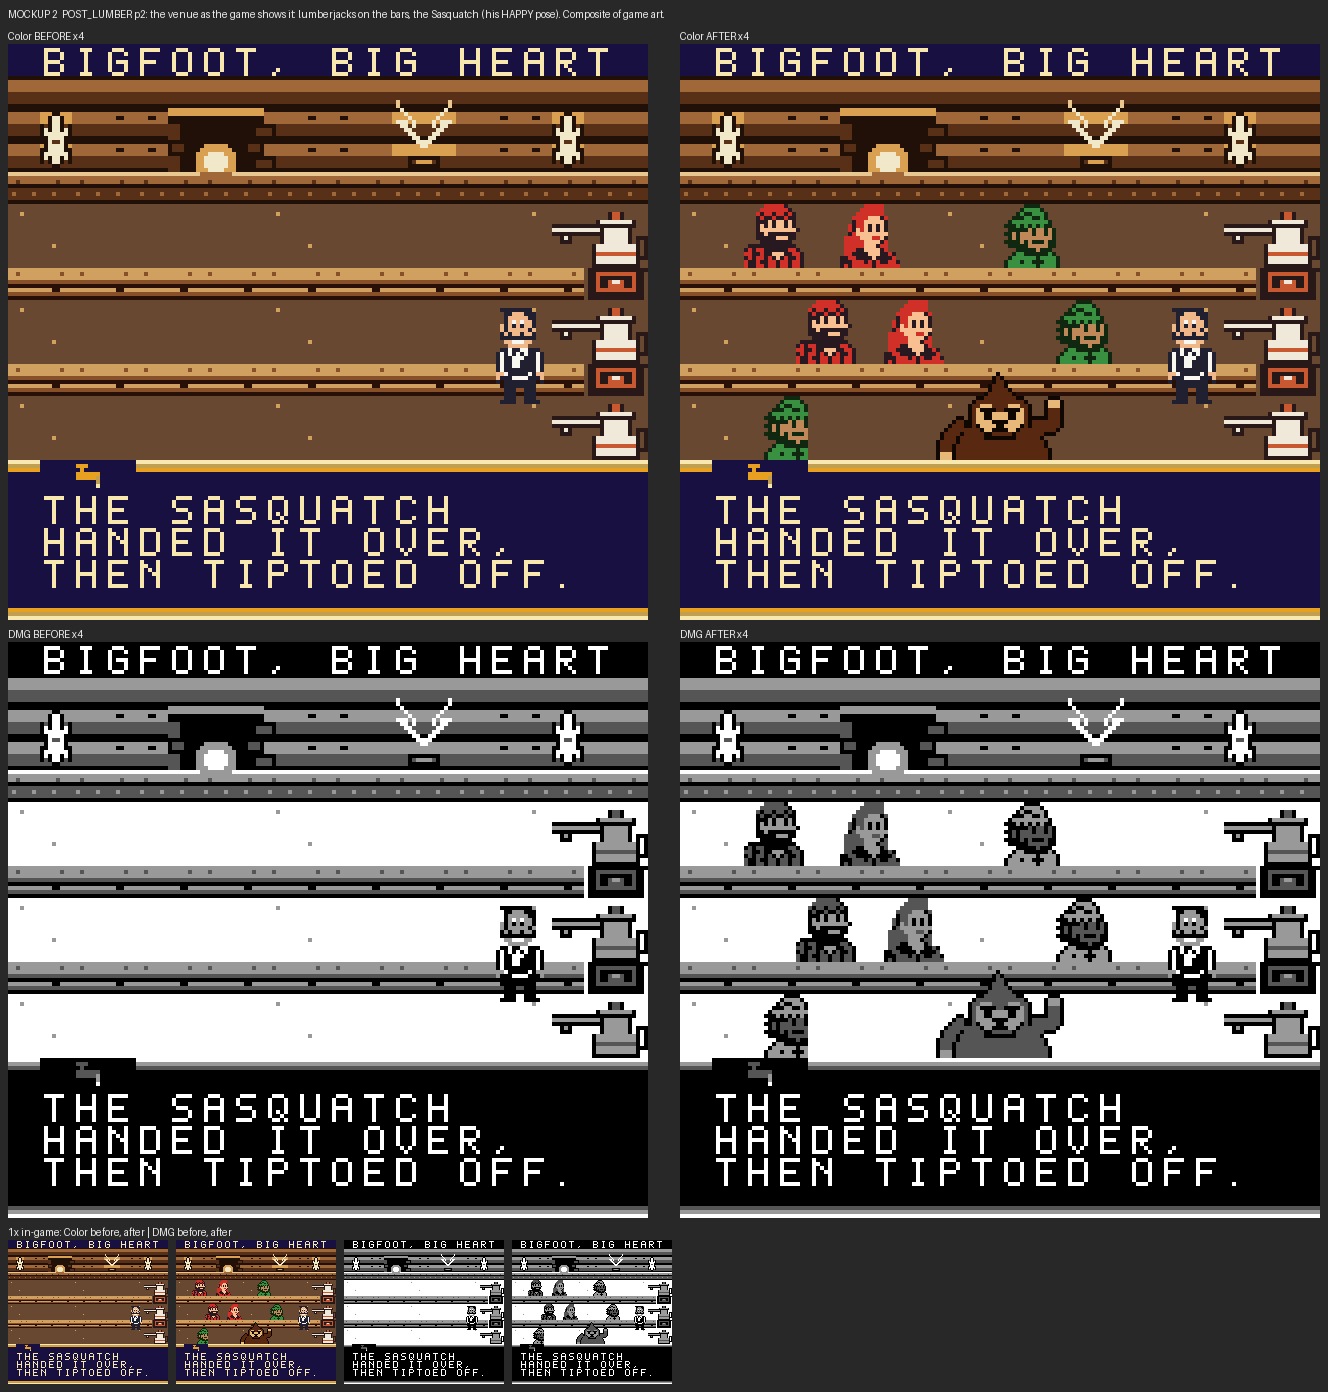 MOCKUP 2 POST_LUMBER p2: the venue as the game shows it: lumberjacks on the bars, the Sasquatch (his HAPPY pose). Composite of game art.
Color BEFORE x4
Color AFTER x4
BIGFOOT, BIG HEART
BIGFOOT, BIG HEART
THE SASQUATCH
HANDED IT OVER,
THEN TIPTOED OFF.
THE SASQUATCH
HANDED IT OVER,
THEN TIPTOED OFF.
DMG BEFORE x4
DMG AFTER x4
BIGFOOT, BIG HEART
BIGFOOT, BIG HEART
THE SASQUATCH
HANDED IT OVER,
THEN TIPTOED OFF.
THE SASQUATCH
HANDED IT OVER,
THEN TIPTOED OFF.
1x in-game: Color before, after | DMG before, after
BIGFOOT, BIG HEART
BIGFOOT, BIG HEART
BIGFOOT, BIG HEART
BIGFOOT, BIG HEART
THE SASQUATCH
HANDED IT OVER,
THEN TIPTOED OFF.
THE SASQUATCH
HANDED IT OVER,
THEN TIPTOED OFF.
THE SASQUATCH
HANDED IT OVER,
THEN TIPTOED OFF.
THE SASQUATCH
HANDED IT OVER,
THEN TIPTOED OFF.